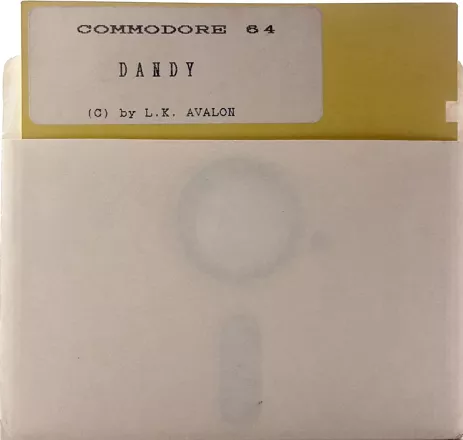 COMMODORE 64
DANDY
(C) by L.K. AVALON